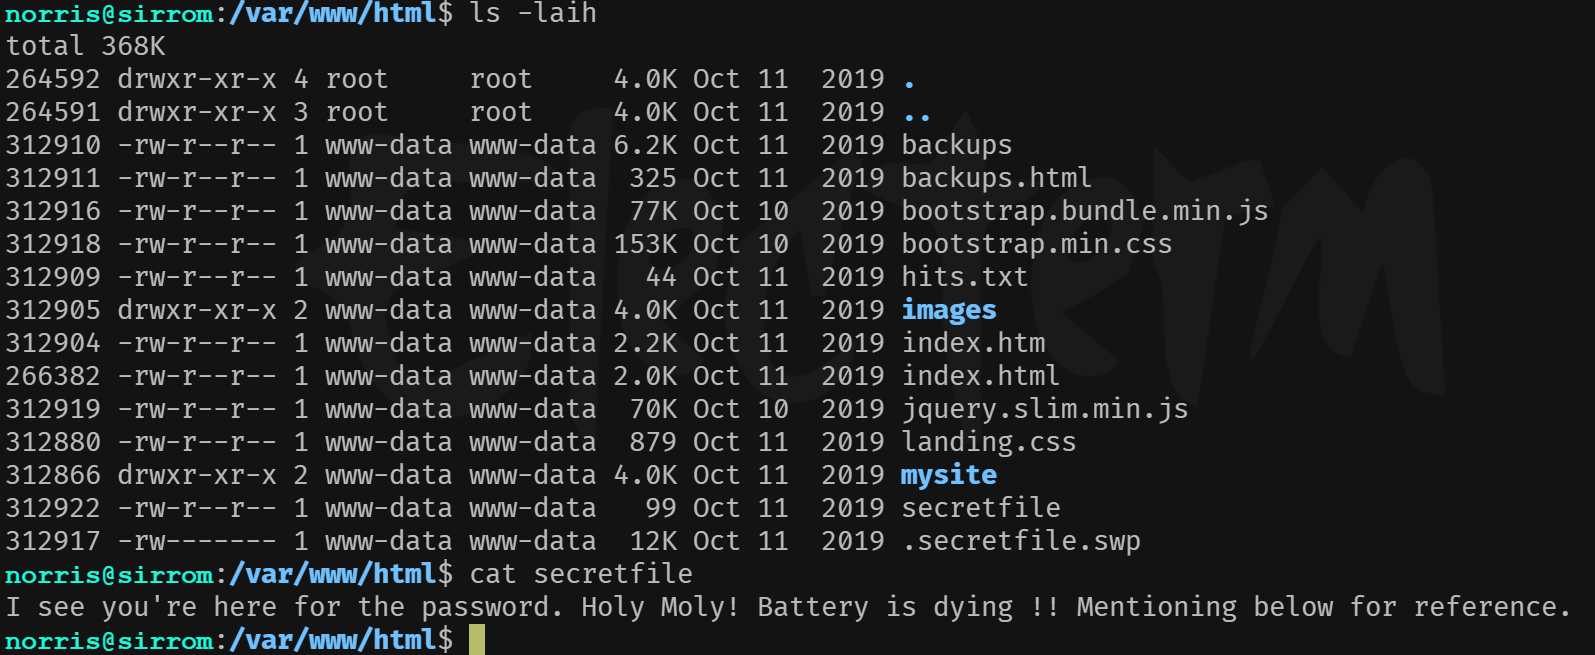 norris@sirrom:/var/www/html$ ls -laih
total 368K
264592 drwxr-xr-x 4 root     root     4.0K Oct 11  2019 .
264591 drwxr-xr-x 3 root     root     4.0K Oct 11  2019 ..
312910 -rw-r--r-- 1 www-data www-data 6.2K Oct 11  2019 backups
312911 -rw-r--r-- 1 www-data www-data  325 Oct 11  2019 backups.html
312916 -rw-r--r-- 1 www-data www-data  77K Oct 10  2019 bootstrap.bundle.min.js
312918 -rw-r--r-- 1 www-data www-data 153K Oct 10  2019 bootstrap.min.css
312909 -rw-r--r-- 1 www-data www-data   44 Oct 11  2019 hits.txt
312905 drwxr-xr-x 2 www-data www-data 4.0K Oct 11  2019 images
312904 -rw-r--r-- 1 www-data www-data 2.2K Oct 11  2019 index.htm
266382 -rw-r--r-- 1 www-data www-data 2.0K Oct 11  2019 index.html
312919 -rw-r--r-- 1 www-data www-data  70K Oct 10  2019 jquery.slim.min.js
312880 -rw-r--r-- 1 www-data www-data  879 Oct 11  2019 landing.css
312866 drwxr-xr-x 2 www-data www-data 4.0K Oct 11  2019 mysite
312922 -rw-r--r-- 1 www-data www-data   99 Oct 11  2019 secretfile
312917 -rw------- 1 www-data www-data  12K Oct 11  2019 .secretfile.swp
norris@sirrom:/var/www/html$ cat secretfile
I see you're here for the password. Holy Moly! Battery is dying !! Mentioning below for reference.
norris@sirrom:/var/www/html$